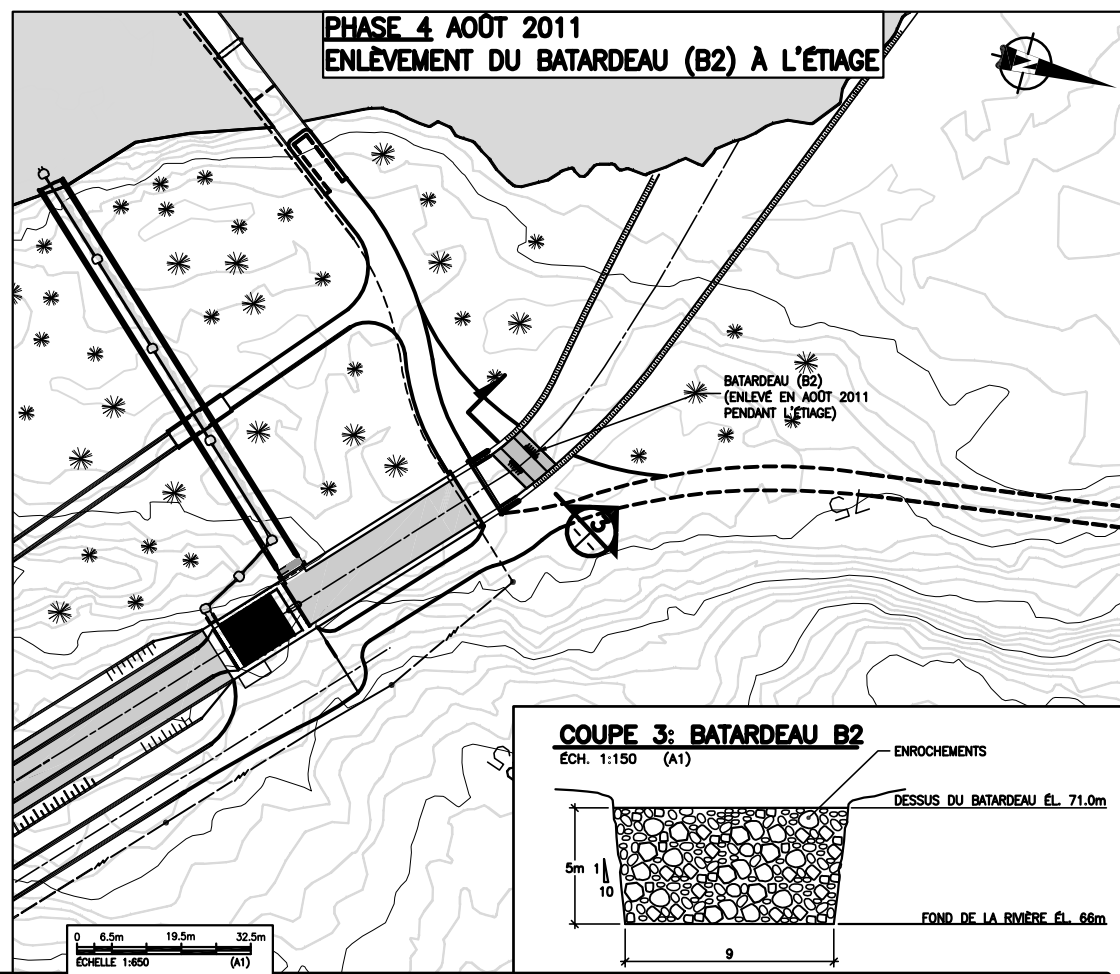 PHASE 4 AOÛT 2011
ENLÈVEMENT DU BATARDEAU (B2) À L'ÉTIAGE
N
BATARDEAU (B2)
(ENLEVÉ EN AOÛT 2011
PENDANT L'ÉTIAGE)
75
3
COUPE 3: BATARDEAU B2
ÉCH. 1:150 (A1)
ENROCHEMENTS
DESSUS DU BATARDEAU ÉL. 71.0m
5m 1
10
FOND DE LA RIVIÈRE ÉL. 66m
9
0 6.5m 19.5m 32.5m
ÉCHELLE 1:650 (A1)